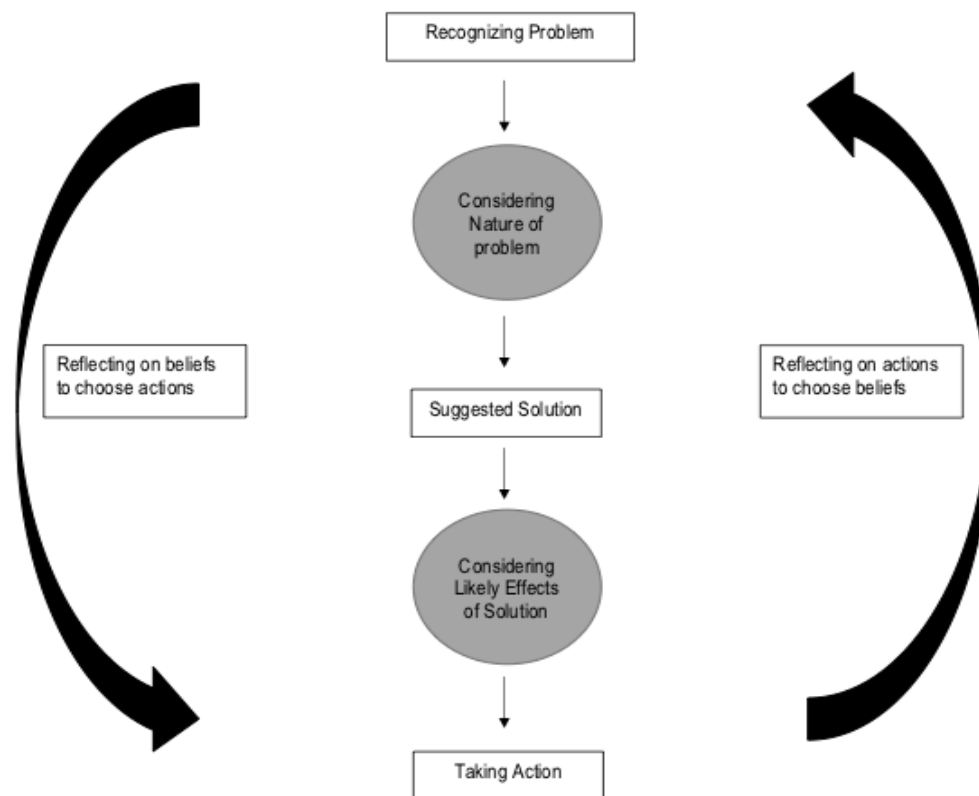 Recognizing Problem
Considering
Nature of
problem
Reflecting on beliefs
to choose actions
Reflecting on actions
to choose beliefs
Suggested Solution
Considering
Likely Effects
of Solution
Taking Action